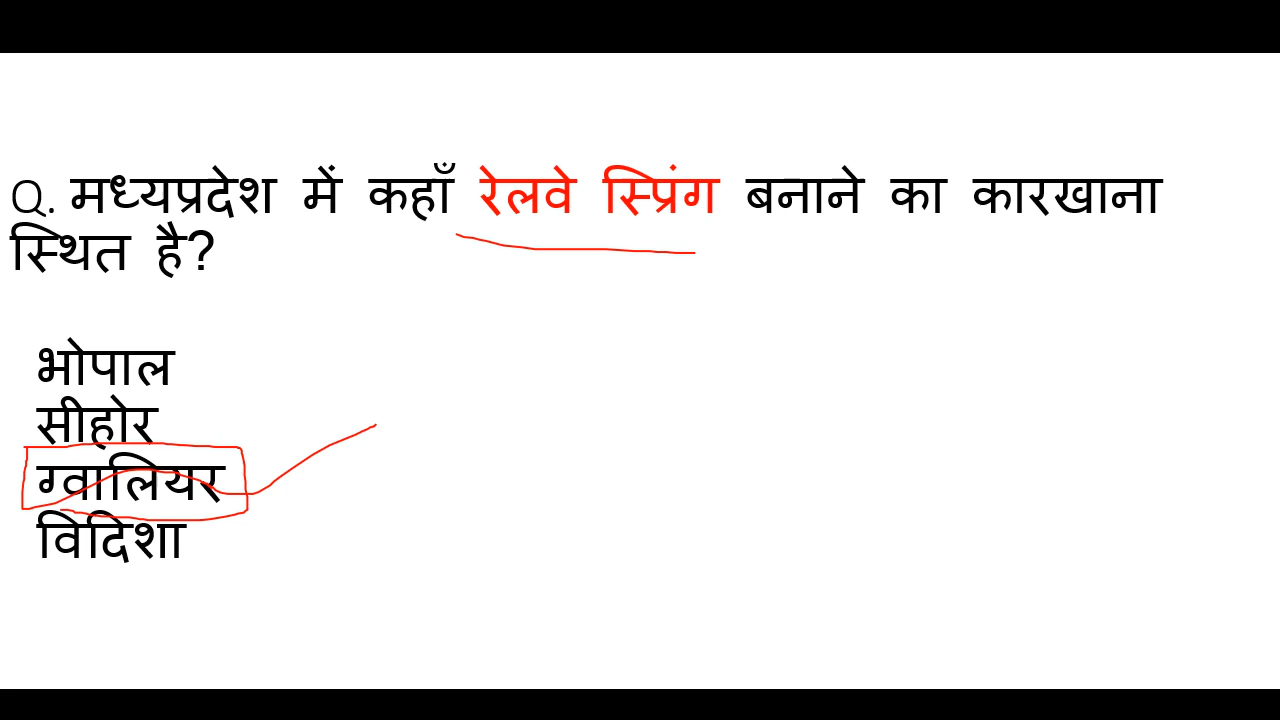 Q. मध्यप्रदेश में कहाँ रेलवे स्प्रिंग बनाने का कारखाना
स्थित है?
भोपाल
सीहोर
ग्वालियर
विदिशा